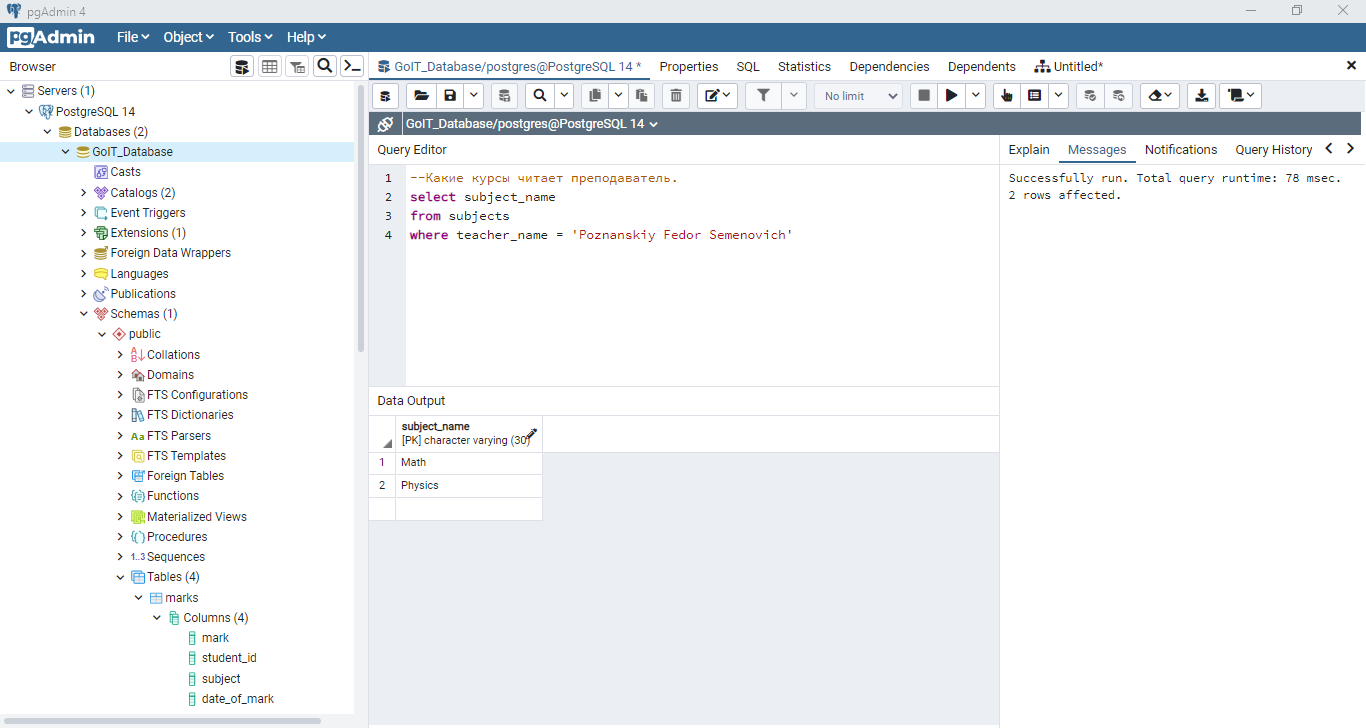 pgAdmin 4
pgAdmin File Object Tools Help
Browser
GoIT_Database/postgres@PostgreSQL 14 * Properties SQL Statistics Dependencies Dependents Untitled*
No limit
GoIT_Database/postgres@PostgreSQL 14
Servers (1)
PostgreSQL 14
Databases (2)
GoIT_Database
Casts
Catalogs (2)
Event Triggers
Extensions (1)
Foreign Data Wrappers
Languages
Publications
Schemas (1)
public
Collations
Domains
FTS Configurations
FTS Dictionaries
Aa FTS Parsers
FTS Templates
Foreign Tables
Functions
Materialized Views
Procedures
1..3 Sequences
Tables (4)
marks
Columns (4)
mark
student_id
subject
date_of_mark
Query Editor
1 --Какие курсы читает преподаватель.
2 select subject_name
3 from subjects
4 where teacher_name = 'Poznanskiy Fedor Semenovich'
Data Output
subject_name
[PK] character varying (30)
1 Math
2 Physics
Explain Messages Notifications Query History
Successfully run. Total query runtime: 78 msec.
2 rows affected.